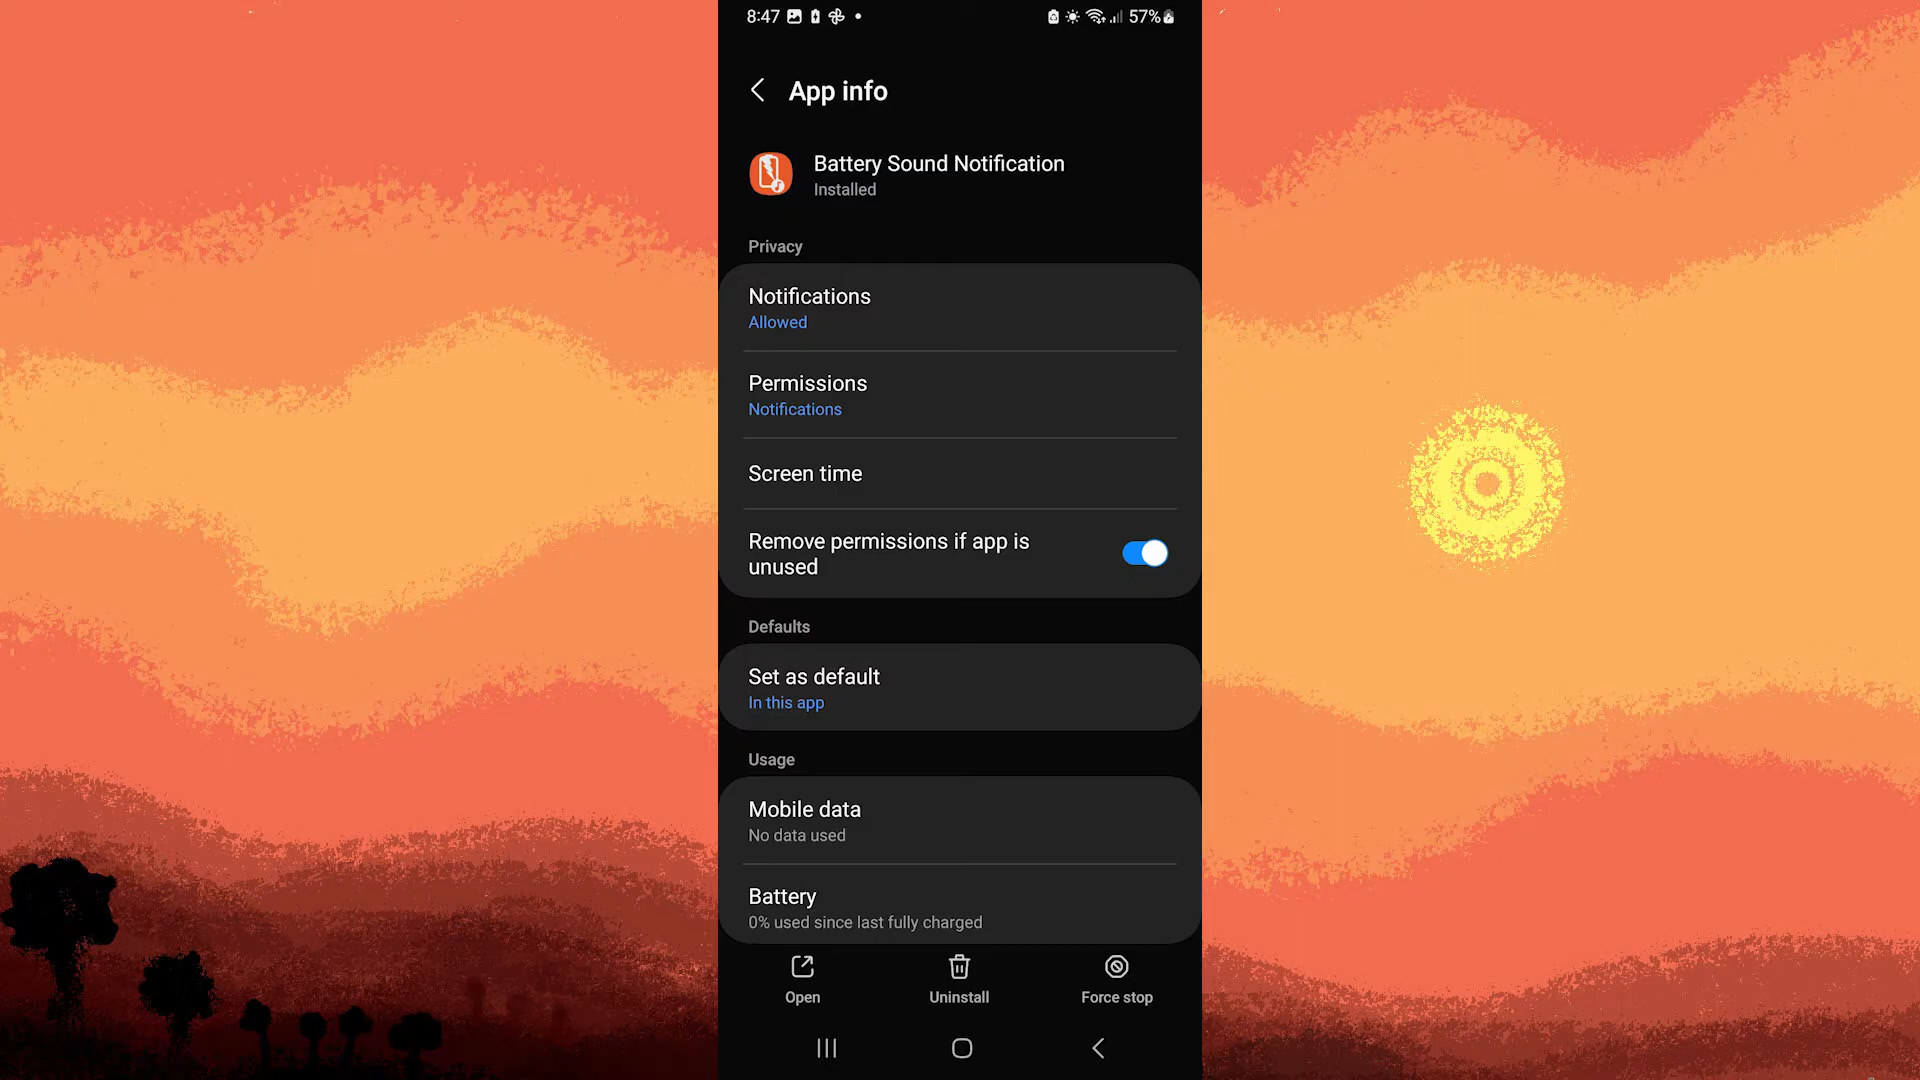 8:47
57%
App info
Battery Sound Notification
Installed
Privacy
Notifications
Allowed
Permissions
Notifications
Screen time
Remove permissions if app is
unused
Defaults
Set as default
In this app
Usage
Mobile data
No data used
Battery
0% used since last fully charged
Open
Uninstall
Force stop